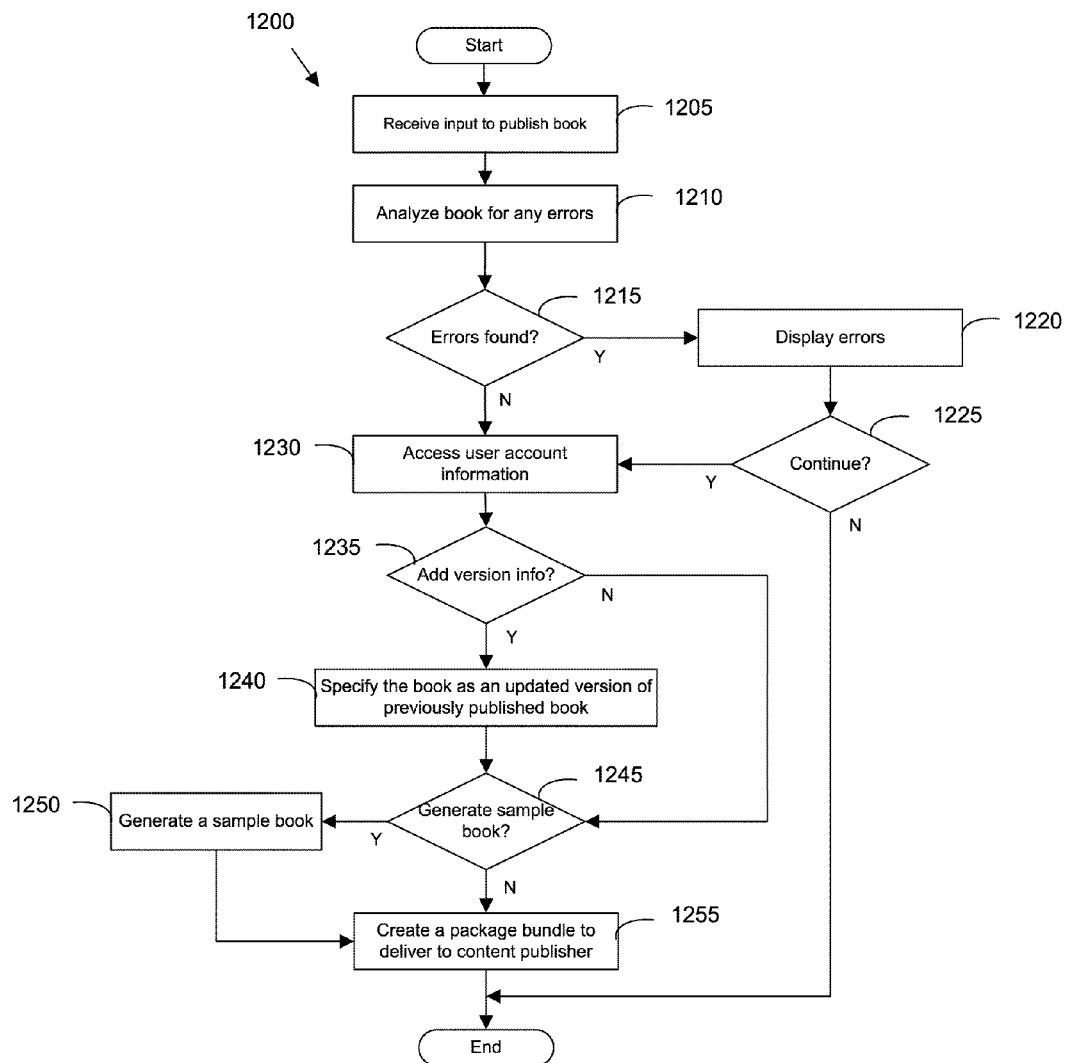 1200
Start
Receive input to publish book
1205
Analyze book for any errors
1210
Errors found?
1215
Y
N
Display errors
1220
Continue?
1225
Y
N
1230
Access user account
information
1235
Add version info?
N
Y
1240
Specify the book as an updated version of
previously published book
1245
Generate sample
book?
Y
N
1250
Generate a sample book
Create a package bundle to
deliver to content publisher
1255
End